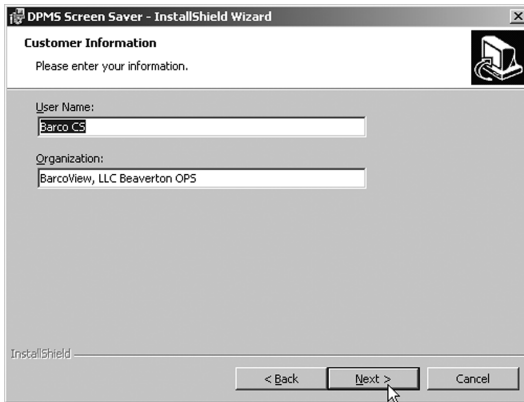 DPMS Screen Saver - InstallShield Wizard
Customer Information
Please enter your information.
User Name:
Barco CS
Organization:
BarcoView, LLC Beaverton OPS
InstallShield
< Back
Next >
Cancel